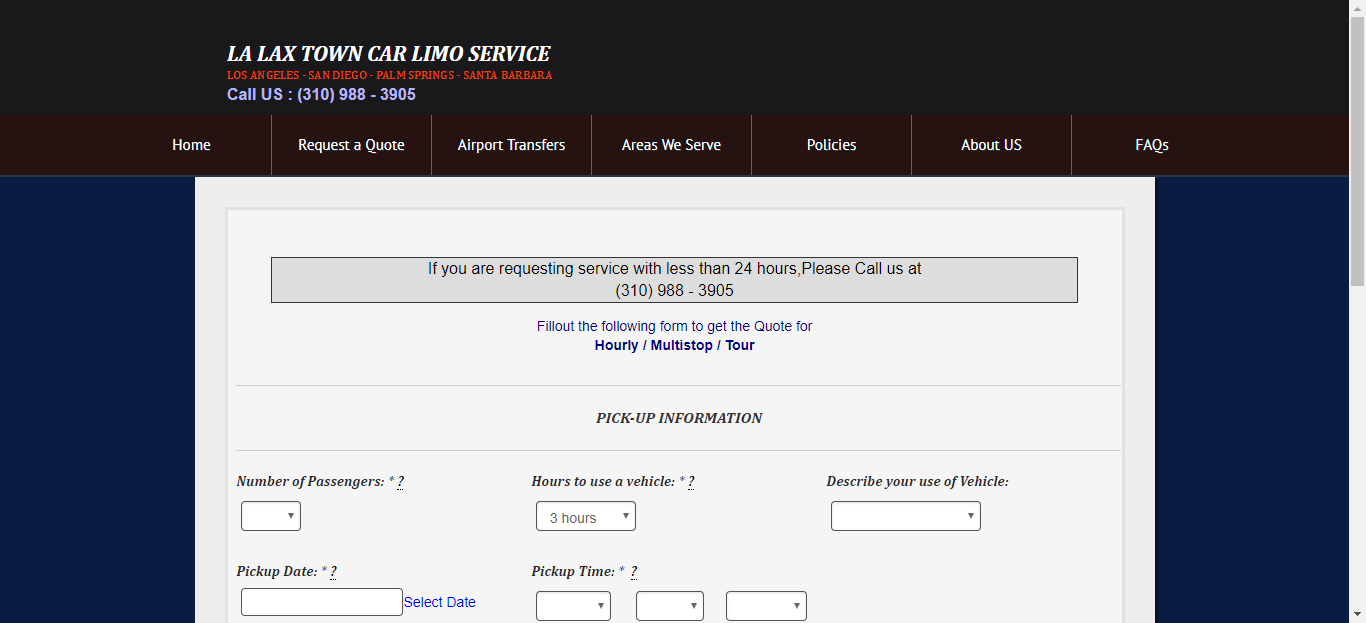 LA LAX TOWN CAR LIMO SERVICE
LOS ANGELES - SAN DIEGO - PALM SPRINGS - SANTA BARBARA
Call US : (310) 988 - 3905
Home Request a Quote Airport Transfers Areas We Serve Policies About US FAQs
If you are requesting service with less than 24 hours,Please Call us at
(310) 988 - 3905
Fillout the following form to get the Quote for
Hourly / Multistop / Tour
PICK-UP INFORMATION
Number of Passengers: * ? Hours to use a vehicle: * ? Describe your use of Vehicle:
3 hours
Pickup Date: * ? Pickup Time: * ?
Select Date